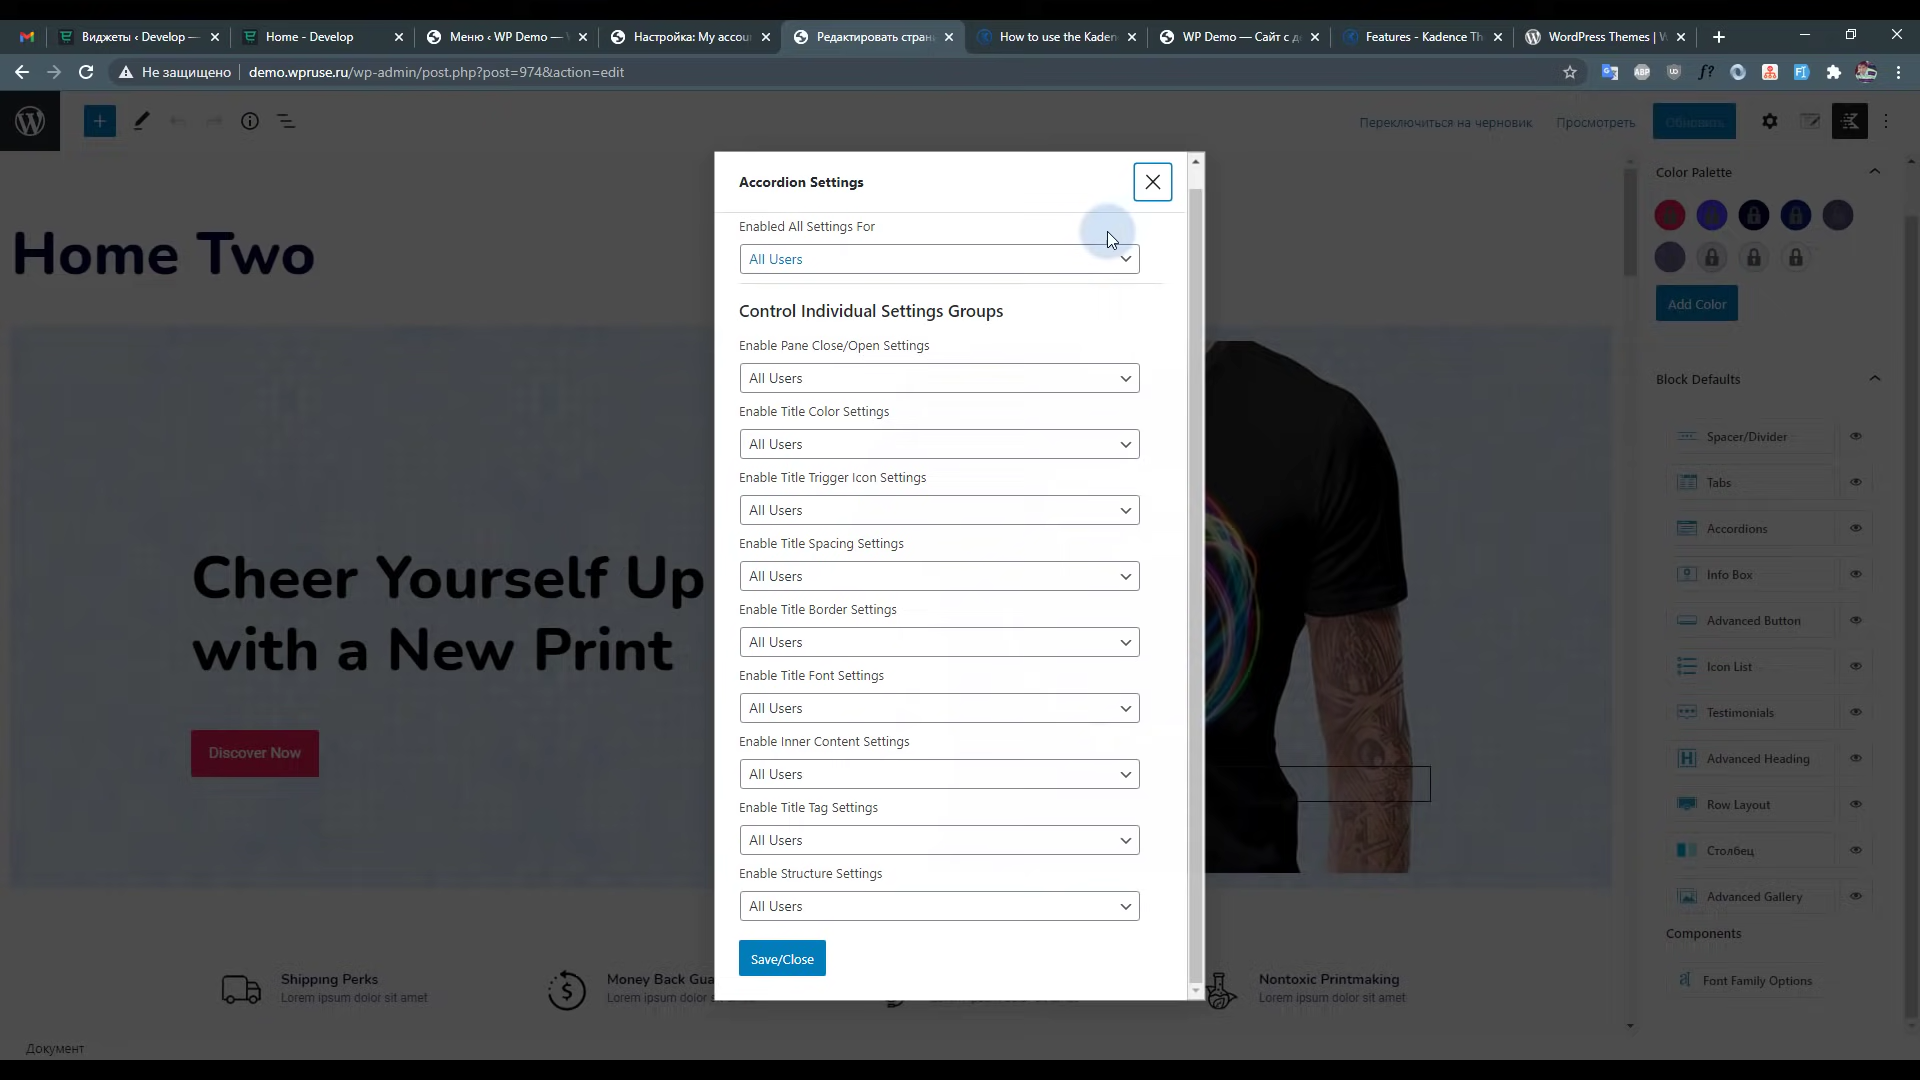 Виджеты ‹ Develop —
Home - Develop
Меню ‹ WP Demo —
Настройка: My accou
Редактировать стран
How to use the Kaden
WP Demo — Сайт с д
Features - Kadence Th
WordPress Themes | W
Не защищено
demo.wpruse.ru/wp-admin/post.php?post=974&action=edit
Переключиться на черновик
Просмотреть
Обновить
Accordion Settings
Enabled All Settings For
All Users
Control Individual Settings Groups
Enable Pane Close/Open Settings
All Users
Enable Title Color Settings
All Users
Enable Title Trigger Icon Settings
All Users
Enable Title Spacing Settings
All Users
Enable Title Border Settings
All Users
Enable Title Font Settings
All Users
Enable Inner Content Settings
All Users
Enable Title Tag Settings
All Users
Enable Structure Settings
All Users
Save/Close
Home Two
Cheer Yourself Up
with a New Print
Discover Now
Shipping Perks
Lorem ipsum dolor sit amet
Money Back Gua
Lorem ipsum dolor s
Nontoxic Printmaking
Lorem ipsum dolor sit amet
Color Palette
Add Color
Block Defaults
Spacer/Divider
Tabs
Accordions
Info Box
Advanced Button
Icon List
Testimonials
Advanced Heading
Row Layout
Столбец
Advanced Gallery
Components
Font Family Options
Документ